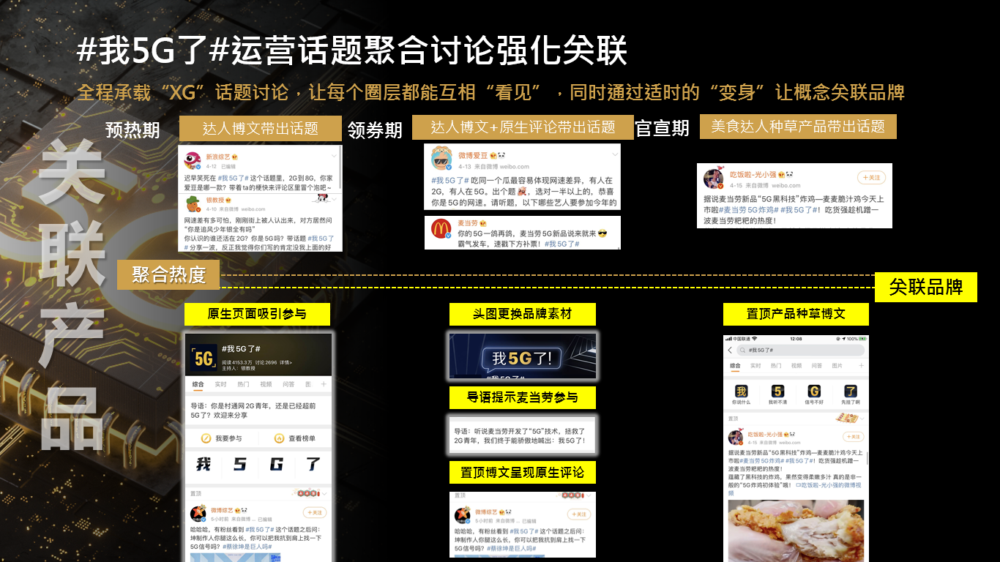 #我5G了#运营话题聚合讨论强化关联
全程承载“XG”话题讨论，让每个圈层都能互相“看见”，同时通过适时的“变身”让概念关联品牌
预热期
达人博文带出话题
领券期
达人博文+原生评论带出话题
官宣期
美食达人种草产品带出话题
关联产品
新浪综艺
4-12 已编辑
迟早笑死在 #我5G了# 这个话题里，2G到8G，你家
爱豆是哪一款？带着ta的梗快来评论区里冒个泡吧～
银教授
4-10 来自微博 weibo.com
网速差有多可怕，刚刚街上被人认出来，对方居然问
“你是追风少年银全有吗”
你认识的谁还活在2G？你是5G吗？带话题 #我5G了
# 分享一波，反正我觉得你们写的肯定没我上面的好
微博爱豆
4-13 来自微博 weibo.com
#我5G了# 吃同一个瓜最容易体现网速差异，有人在
2G，有人在5G。出个题，选对一半以上的，恭喜
你是5G的网速。请听题，以下哪些艺人要参加今年的
麦当劳
你的5G一鸽再鸽，麦当劳5G新品说来就来
霸气发车，速戳下方补票！#我5G了#
吃饭啦-光小强
+关注
4-15 来自微博 weibo.com
据说麦当劳新品“5G黑科技”炸鸡—麦麦脆汁鸡今天上
市啦#麦当劳5G炸鸡# #我5G了#！吃货强趁机蹭一
波麦当劳粑粑的热度！
聚合热度
关联品牌
原生页面吸引参与
5G
#我5G了#
阅读4153.3万 讨论2696 详情>
主持人：银教授
综合 实时 热门 视频 问答 图 +
导语：你是村通网2G青年，还是已经超前
5G了？欢迎来分享
我要参与 查看榜单
我 5 G 了
置顶
微博综艺
+关注
5小时前 来自微博 ... 已编辑
哈哈哈，有粉丝看到 #我5G了# 这个话题之后问：
坤制作人你腿这么长，你可以把我扛到肩上找一下
5G信号吗？#蔡徐坤是巨人吗#
头图更换品牌素材
我5G了!
#我5G了#
导语提示麦当劳参与
导语：听说麦当劳开发了“5G”技术，拯救了
2G青年，我们终于能骄傲地喊出：我5G了！
置顶博文呈现原生评论
置顶
微博综艺
+关注
5小时前 来自微博 ... 已编辑
哈哈哈，有粉丝看到 #我5G了# 这个话题之后问：
坤制作人你腿这么长，你可以把我扛到肩上找一下
5G信号吗？#蔡徐坤是巨人吗#
置顶产品种草博文
中国联通 12:08 100%
#我5G了#
综合 实时 热门 视频 问答 图片 +
我 5 G 了
你说什么 我听不清 信号不好 先挂了啊
置顶
吃饭啦-光小强
+关注
4-15 来自微博 weibo.com
据说麦当劳新品“5G黑科技”炸鸡—麦麦脆汁鸡今天上
市啦#麦当劳5G炸鸡# #我5G了#！吃货强趁机蹭一
波麦当劳粑粑的热度！
蕴藏了黑科技的炸鸡，果然变得柔嫩多汁 真的是非一
般的“5G炸鸡初体验”哦！ 吃饭啦-光小强的微博视
频